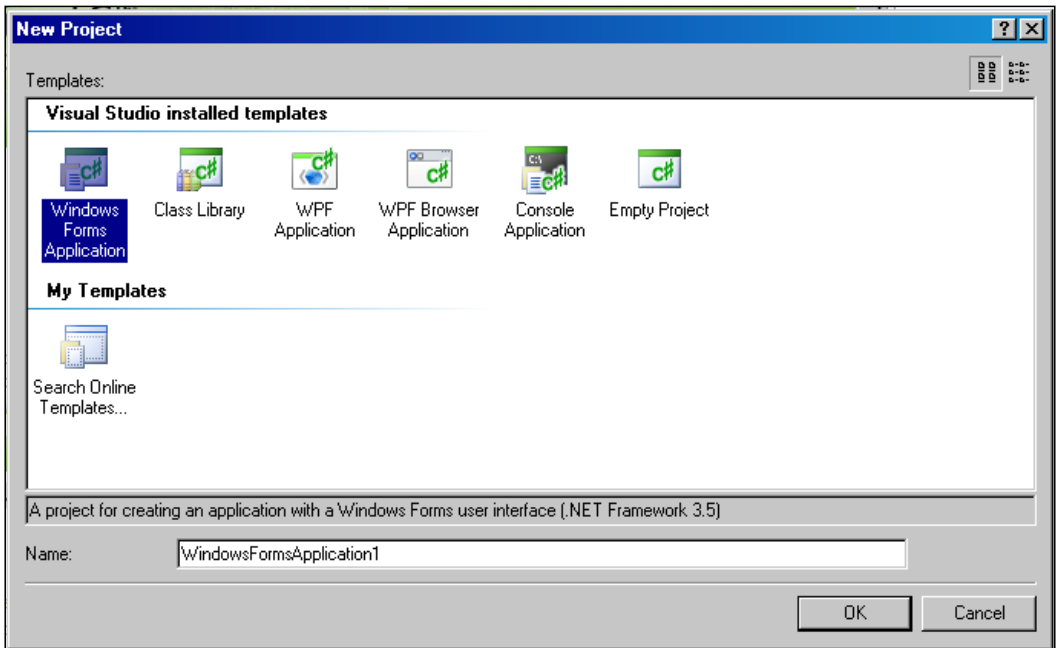 New Project
Templates:
Visual Studio installed templates
Windows Forms Application
Class Library
WPF Application
WPF Browser Application
Console Application
Empty Project
My Templates
Search Online Templates...
A project for creating an application with a Windows Forms user interface (.NET Framework 3.5)
Name:
WindowsFormsApplication1
OK
Cancel